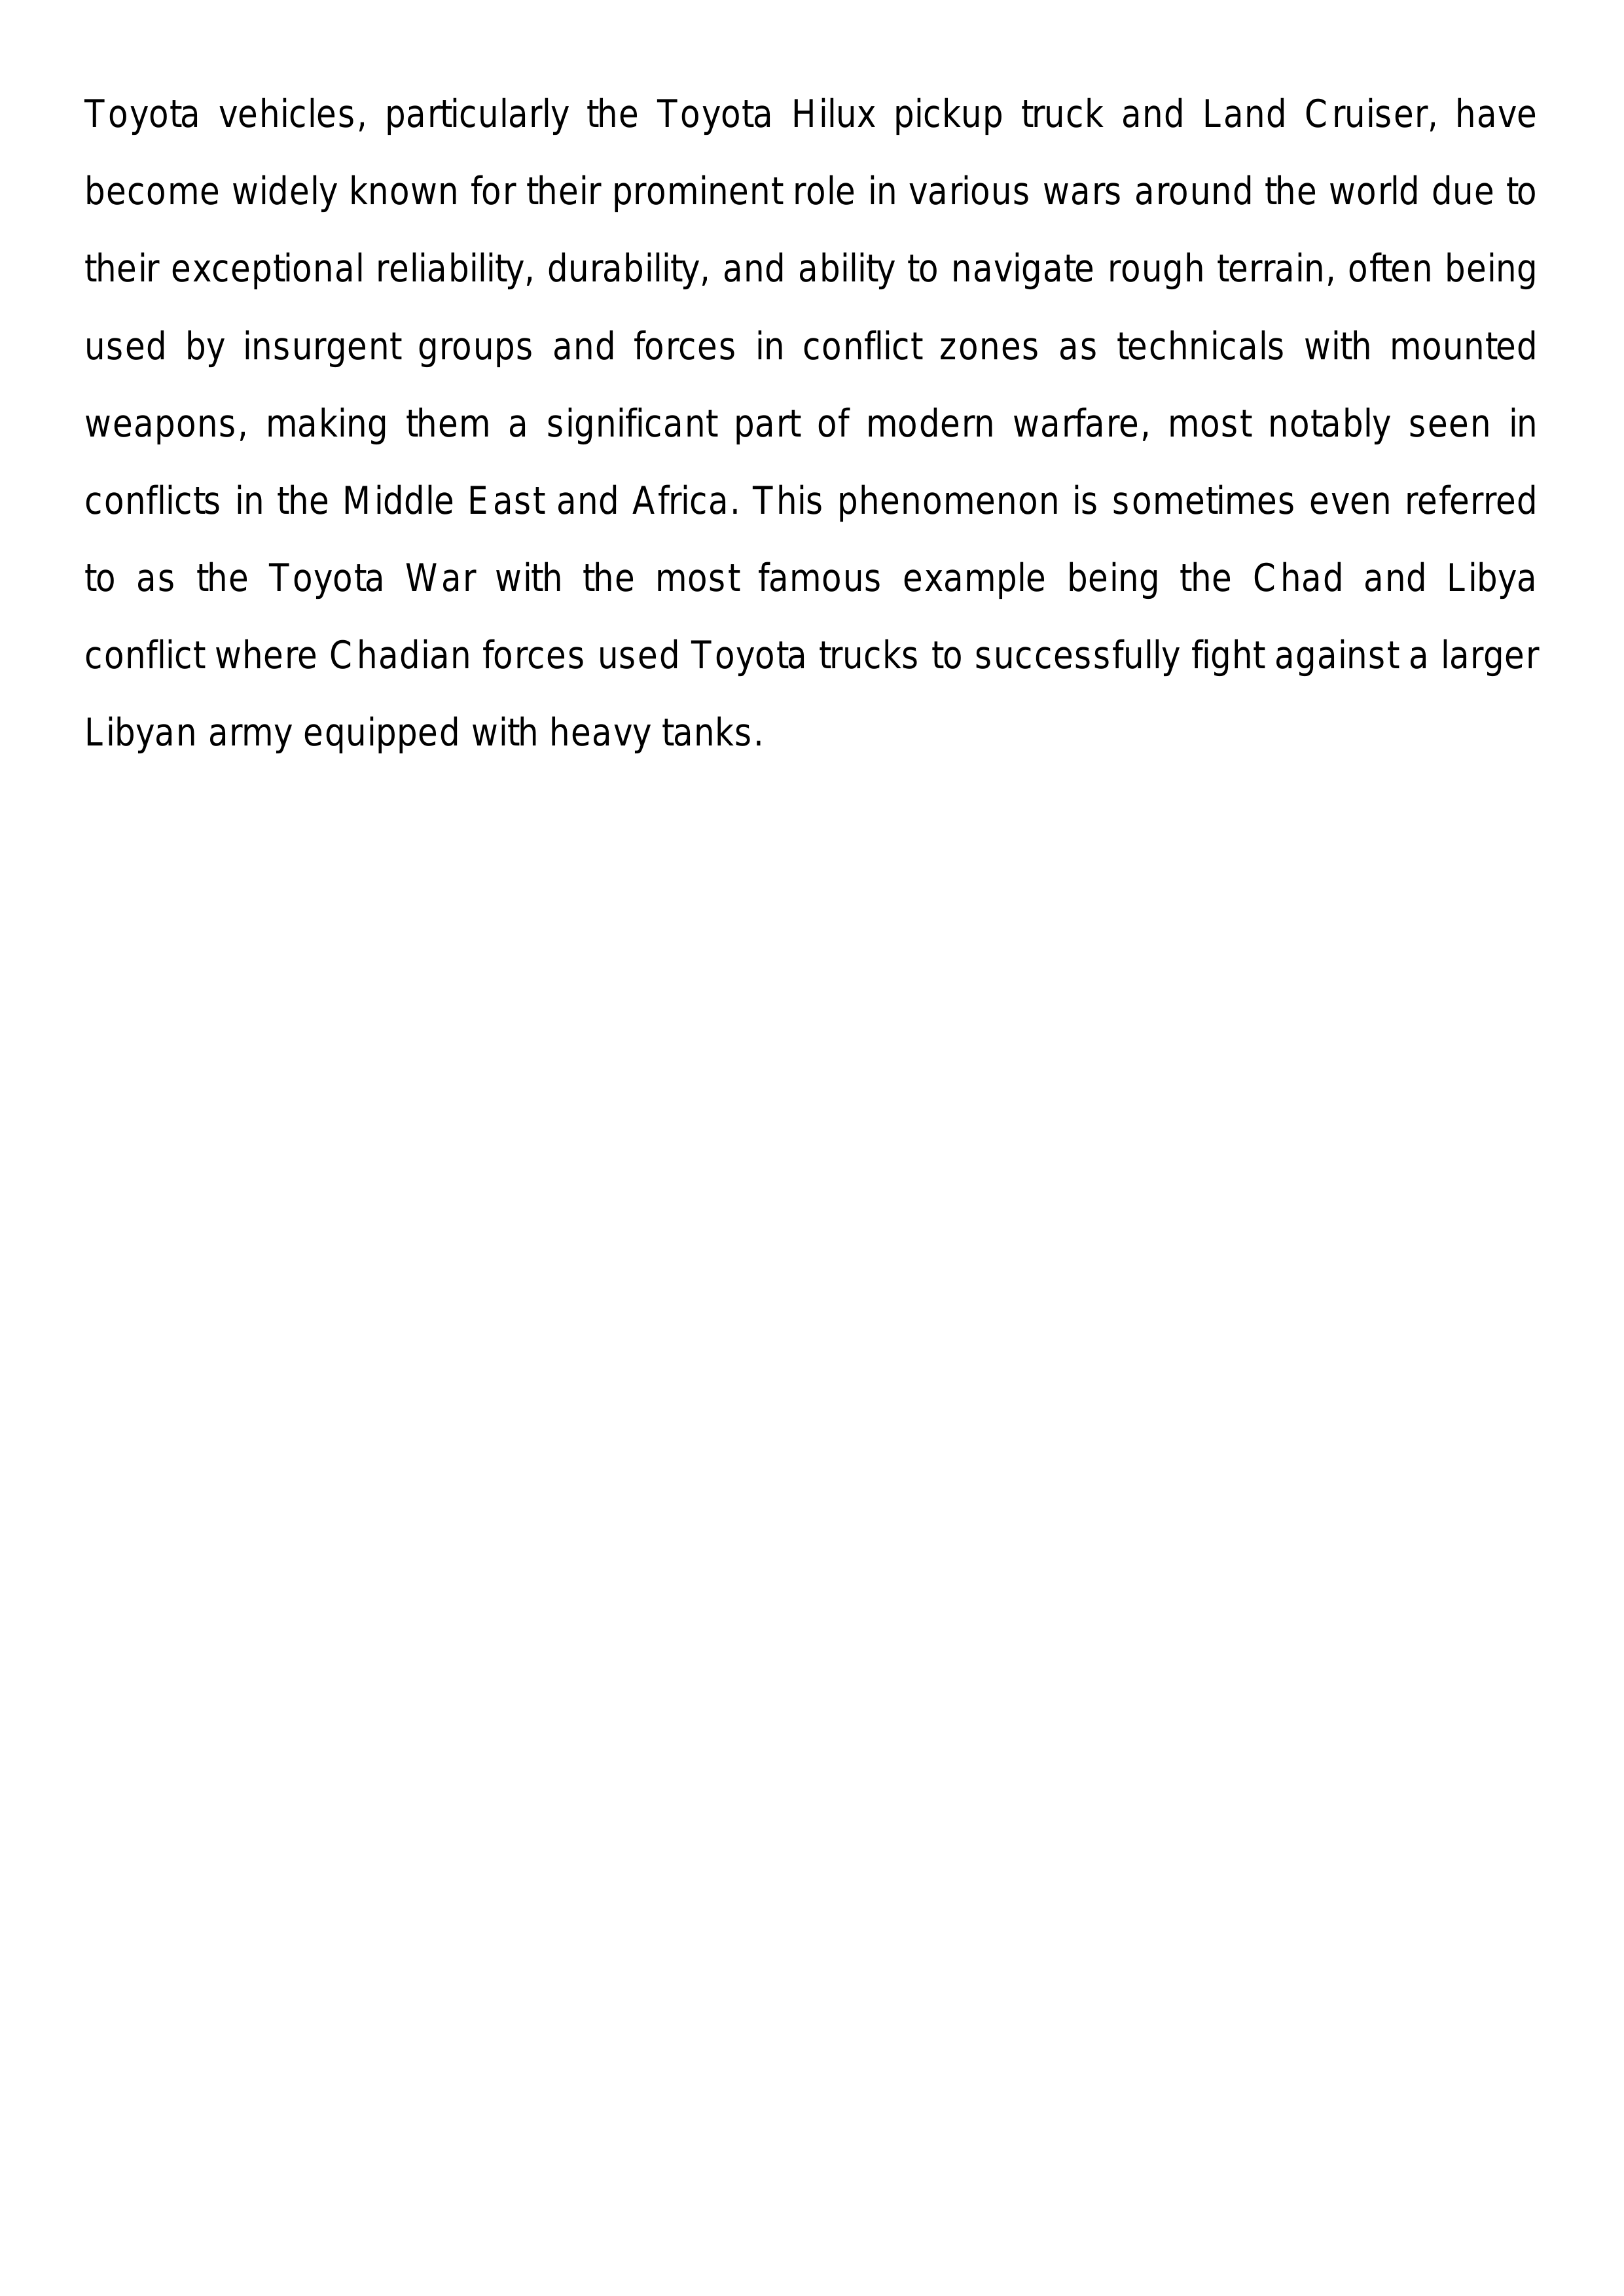 Toyota vehicles, particularly the Toyota Hilux pickup truck and Land Cruiser, have
become widely known for their prominent role in various wars around the world due to
their exceptional reliability, durability, and ability to navigate rough terrain, often being
used by insurgent groups and forces in conflict zones as technicals with mounted
weapons, making them a significant part of modern warfare, most notably seen in
conflicts in the Middle East and Africa. This phenomenon is sometimes even referred
to as the Toyota War with the most famous example being the Chad and Libya
conflict where Chadian forces used Toyota trucks to successfully fight against a larger
Libyan army equipped with heavy tanks.